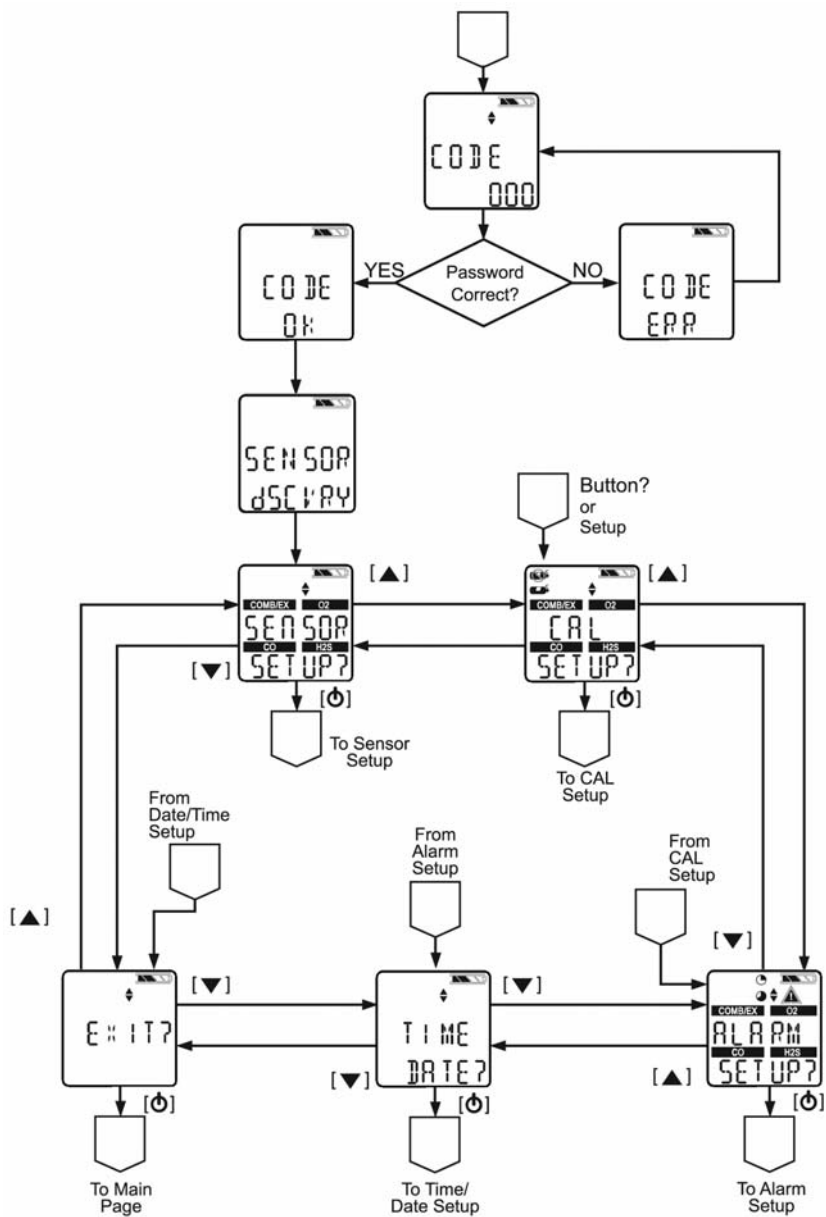 CODE
000
YES
Password
Correct?
NO
CODE
OK
CODE
ERR
SENSOR
dSCVRY
Button?
or
Setup
[▲]
[▲]
COMB/EX O2
SENSOR
CO H2S
SETUP?
COMB/EX O2
CAL
CO H2S
SETUP?
[▼]
[⏻]
[⏻]
To Sensor
Setup
To CAL
Setup
From
Date/Time
Setup
From
Alarm
Setup
From
CAL
Setup
[▲]
[▼]
[▼]
[▼]
EXIT?
TIME
DATE?
COMB/EX O2
ALARM
CO H2S
SETUP?
[▼]
[▲]
[⏻]
[⏻]
[⏻]
To Main
Page
To Time/
Date Setup
To Alarm
Setup